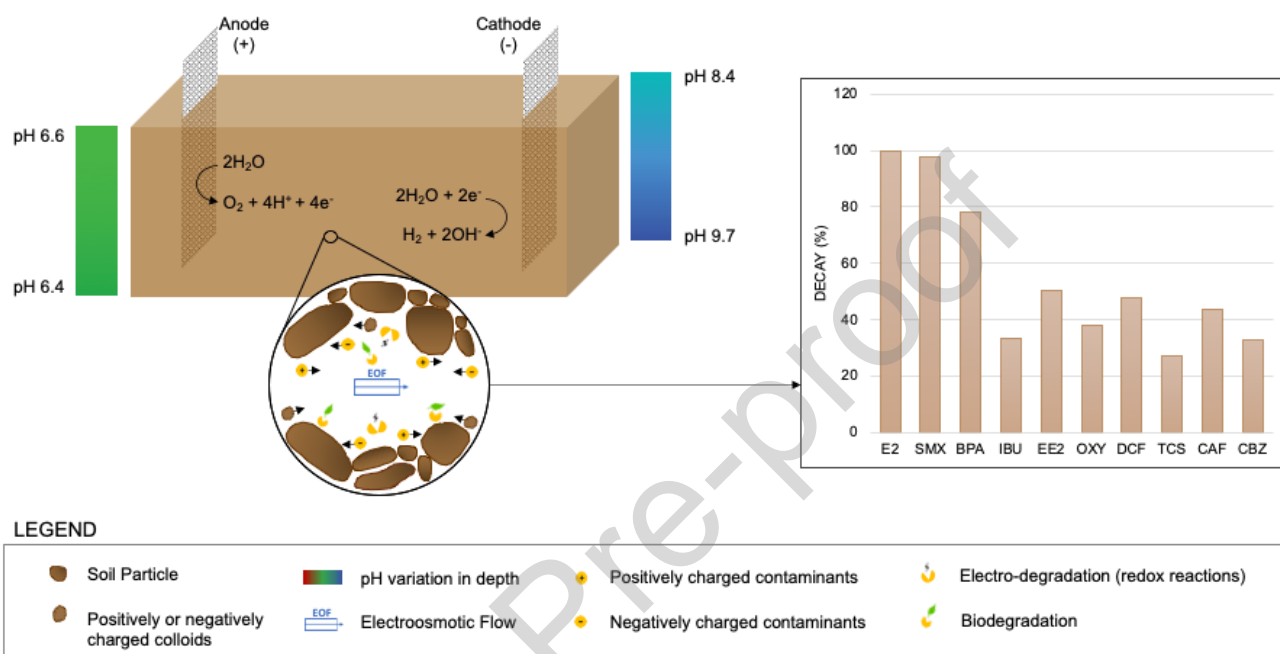 Anode
(+)
Cathode
(-)
pH 6.6
pH 6.4
2H₂O
O₂ + 4H⁺ + 4e⁻
2H₂O + 2e⁻
H₂ + 2OH⁻
pH 8.4
pH 9.7
+
-
+
-
EOF
-
+
DECAY (%)
120
100
80
60
40
20
0
E2 SMX BPA IBU EE2 OXY DCF TCS CAF CBZ
Pre-proof
LEGEND
Soil Particle
pH variation in depth
+ Positively charged contaminants
Electro-degradation (redox reactions)
Positively or negatively
charged colloids
EOF
Electroosmotic Flow
- Negatively charged contaminants
Biodegradation